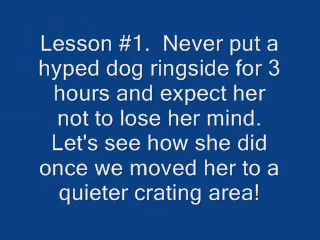 Lesson #1.  Never put a
hyped dog ringside for 3
hours and expect her
not to lose her mind.
Let's see how she did
once we moved her to a
quieter crating area!